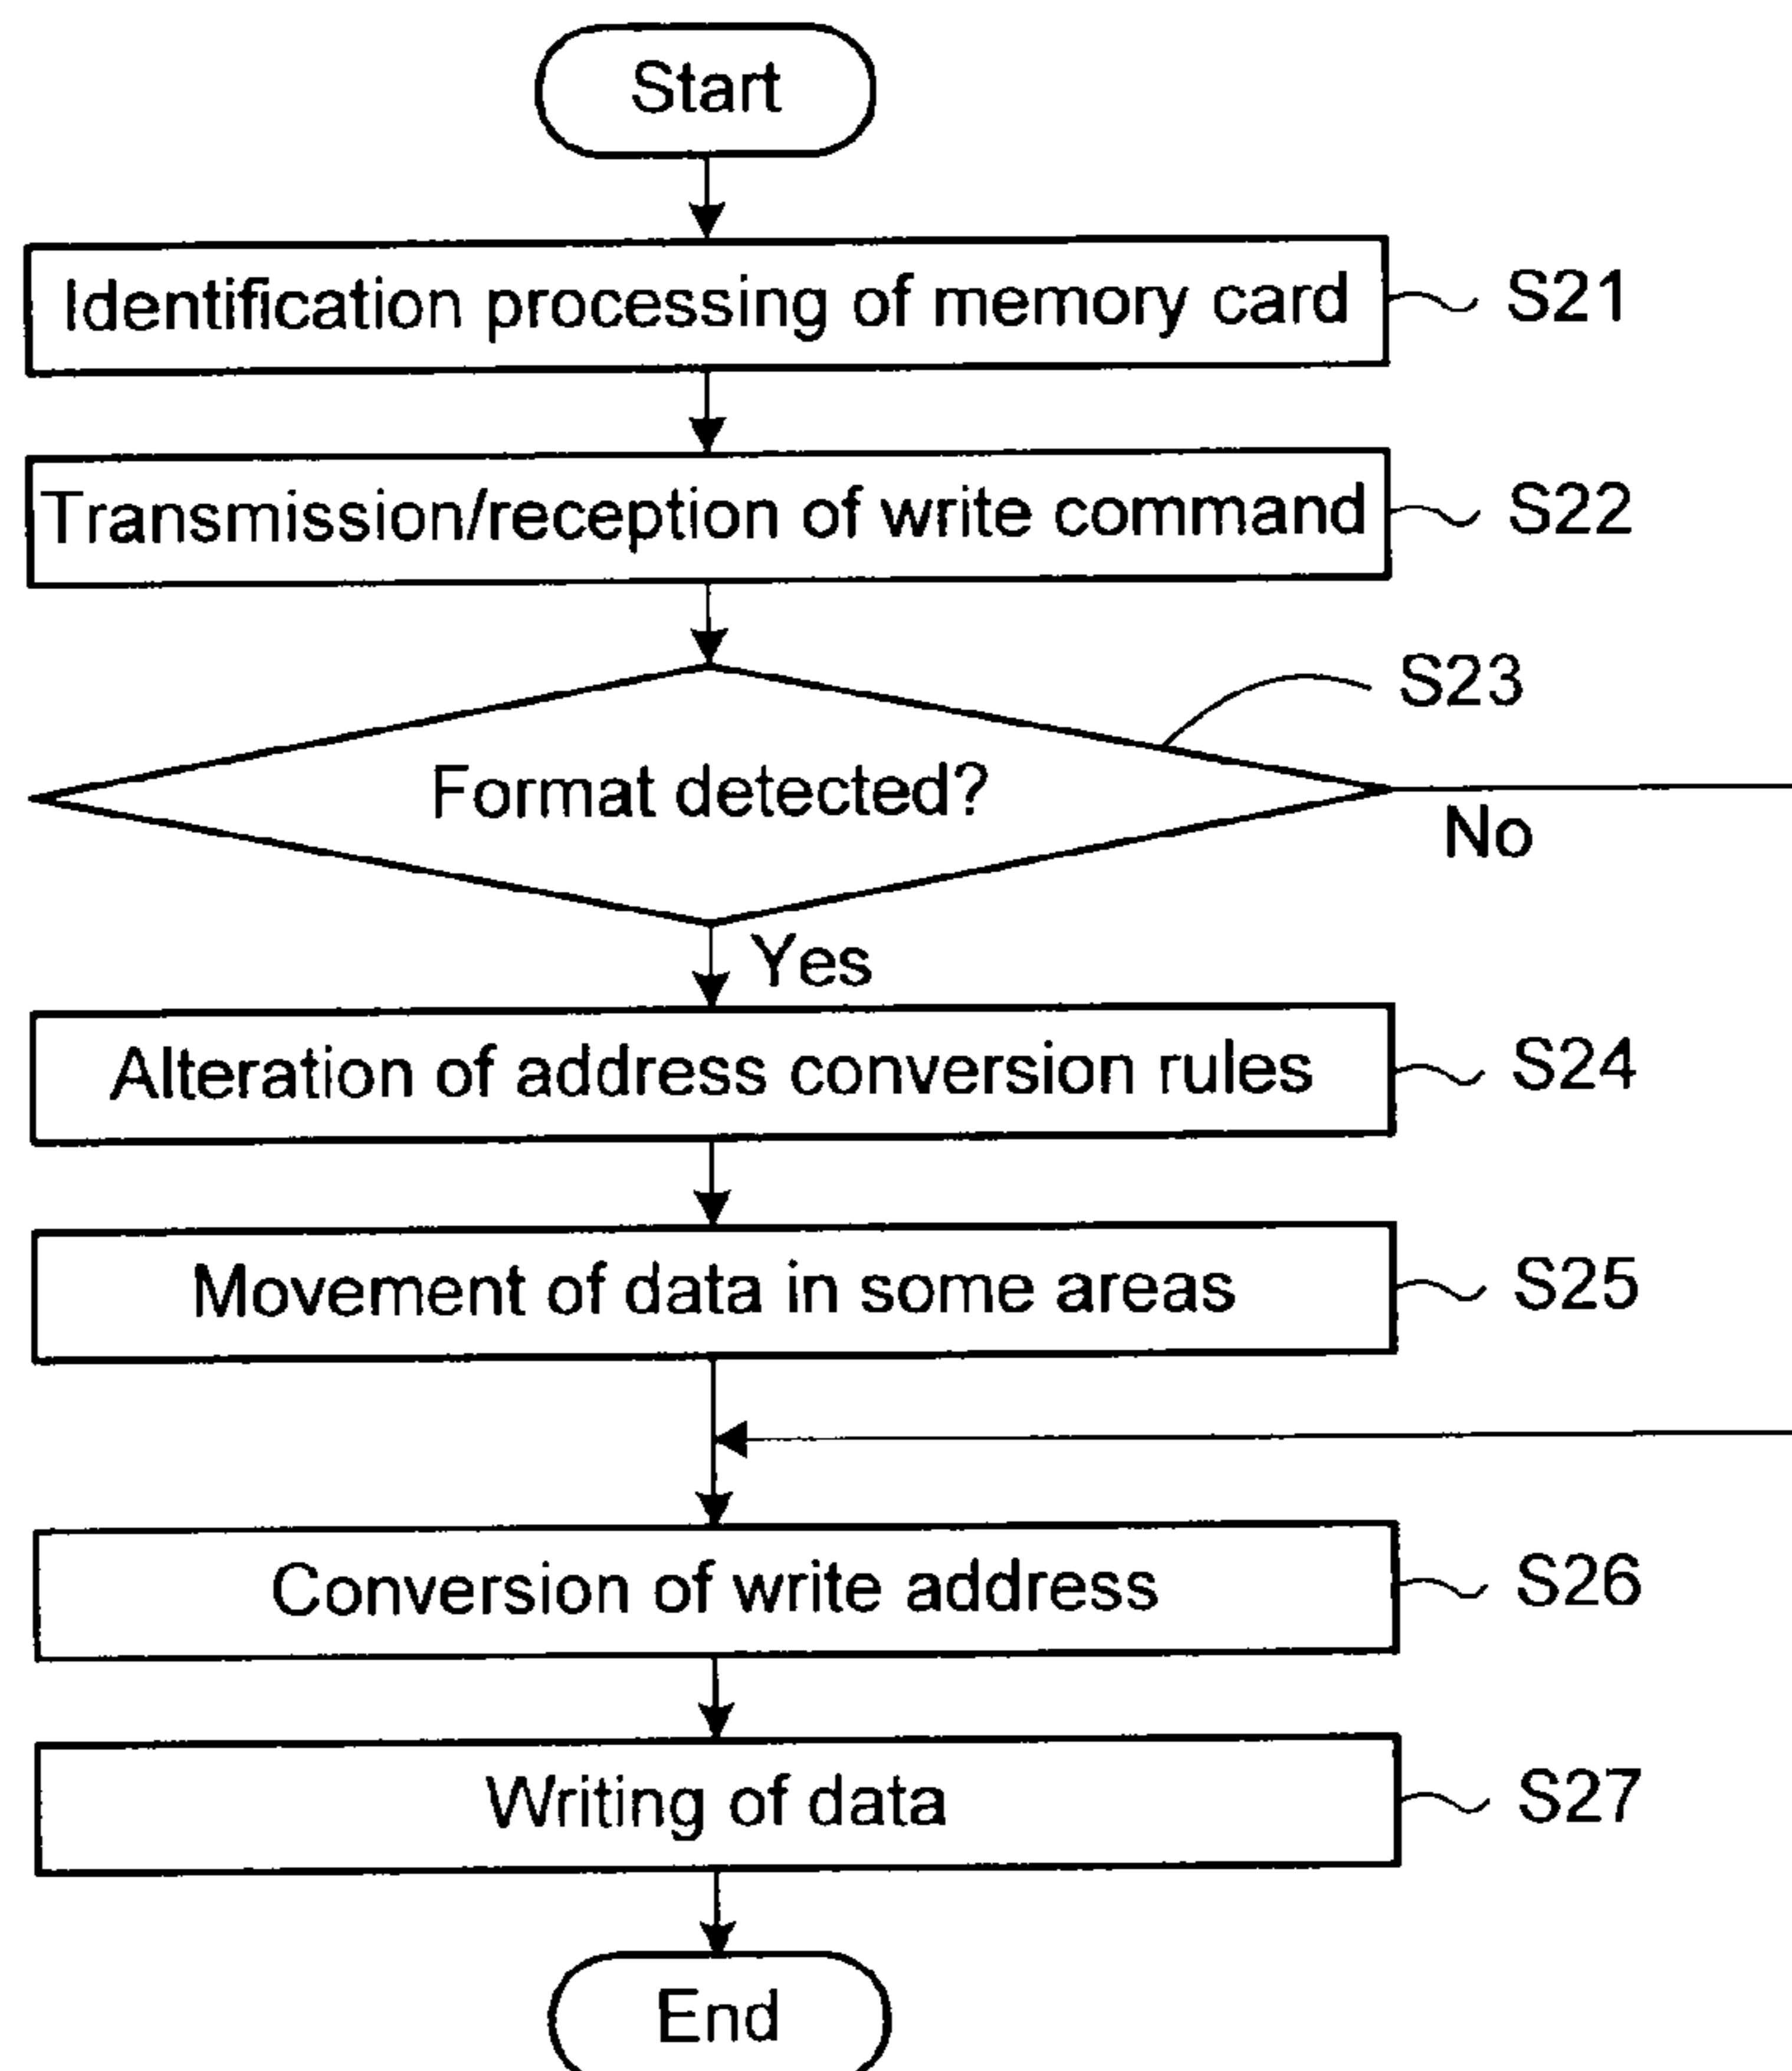 Start
Identification processing of memory card S21
Transmission/reception of write command S22
S23
Format detected?
No
Yes
Alteration of address conversion rules S24
Movement of data in some areas S25
Conversion of write address S26
Writing of data S27
End